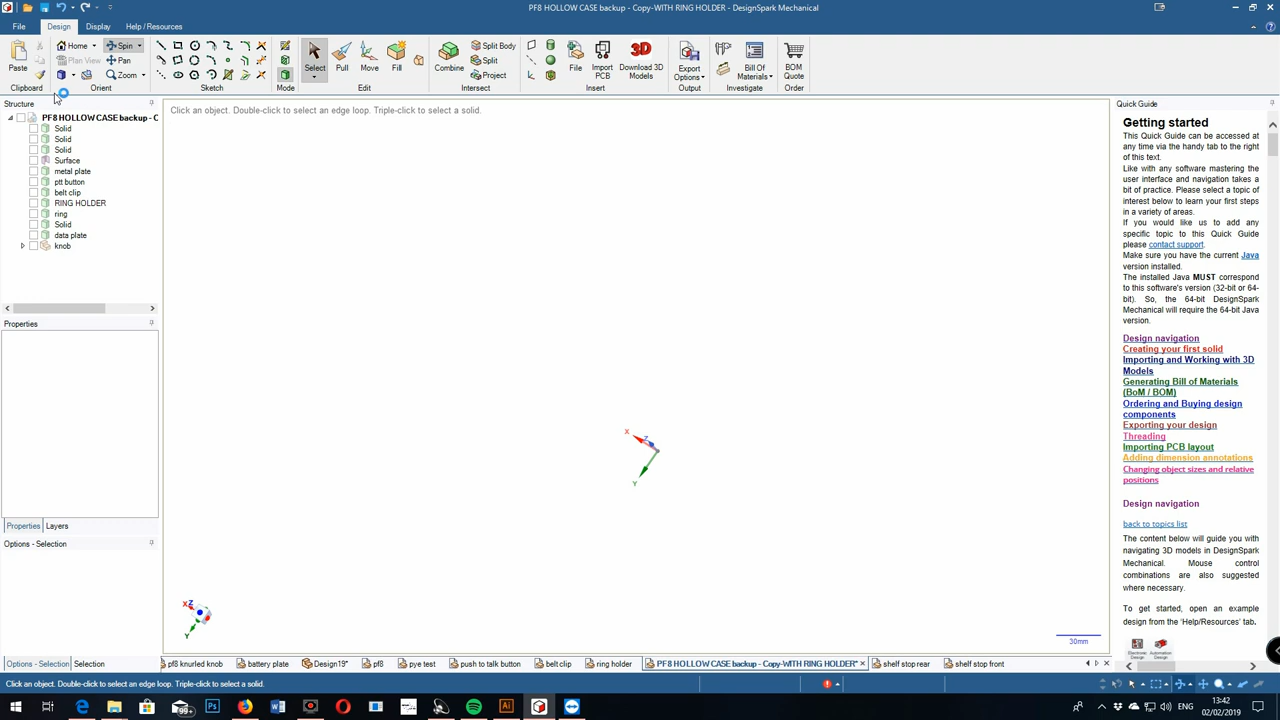 PF8 HOLLOW CASE backup - Copy-WITH RING HOLDER - DesignSpark Mechanical
File Design Display Help / Resources
Paste Home Spin Plan View Pan Zoom Select Pull Move Fill Combine Split Body Split Project File Import PCB 3D Download 3D Models Export Options Bill Of Materials BOM Quote
Clipboard Orient Sketch Mode Edit Intersect Insert Output Investigate Order
Structure
PF8 HOLLOW CASE backup - C
Solid
Solid
Solid
Surface
metal plate
ptt button
belt clip
RING HOLDER
ring
Solid
data plate
knob
Properties
Properties Layers
Options - Selection
Options - Selection Selection
Click an object. Double-click to select an edge loop. Triple-click to select a solid.
X
Z
Y
X Z
Y
30mm
pf8 knurled knob battery plate Design19* pf8 pye test push to talk button belt clip ring holder PF8 HOLLOW CASE backup - Copy-WITH RING HOLDER* shelf stop rear shelf stop front
Quick Guide
Getting started
This Quick Guide can be accessed at
any time via the handy tab to the right
of this text.
Like with any software mastering the
user interface and navigation takes a
bit of practice. Please select a topic of
interest below to learn your first steps
in a variety of areas.
If you would like us to add any
specific topic to this Quick Guide
please contact support.
Make sure you have the current Java
version installed.
The installed Java MUST correspond
to this software's version (32-bit or 64-
bit). So, the 64-bit DesignSpark
Mechanical will require the 64-bit Java
version.
Design navigation
Creating your first solid
Importing and Working with 3D
Models
Generating Bill of Materials
(BoM / BOM)
Ordering and Buying design
components
Exporting your design
Threading
Importing PCB layout
Adding dimension annotations
Changing object sizes and relative
positions
Design navigation
back to topics list
The content below will guide you with
navigating 3D models in DesignSpark
Mechanical. Mouse control
combinations are also suggested
where necessary.
To get started, open an example
design from the 'Help/Resources' tab.
Click an object. Double-click to select an edge loop. Triple-click to select a solid.
99+
13:42
02/02/2019